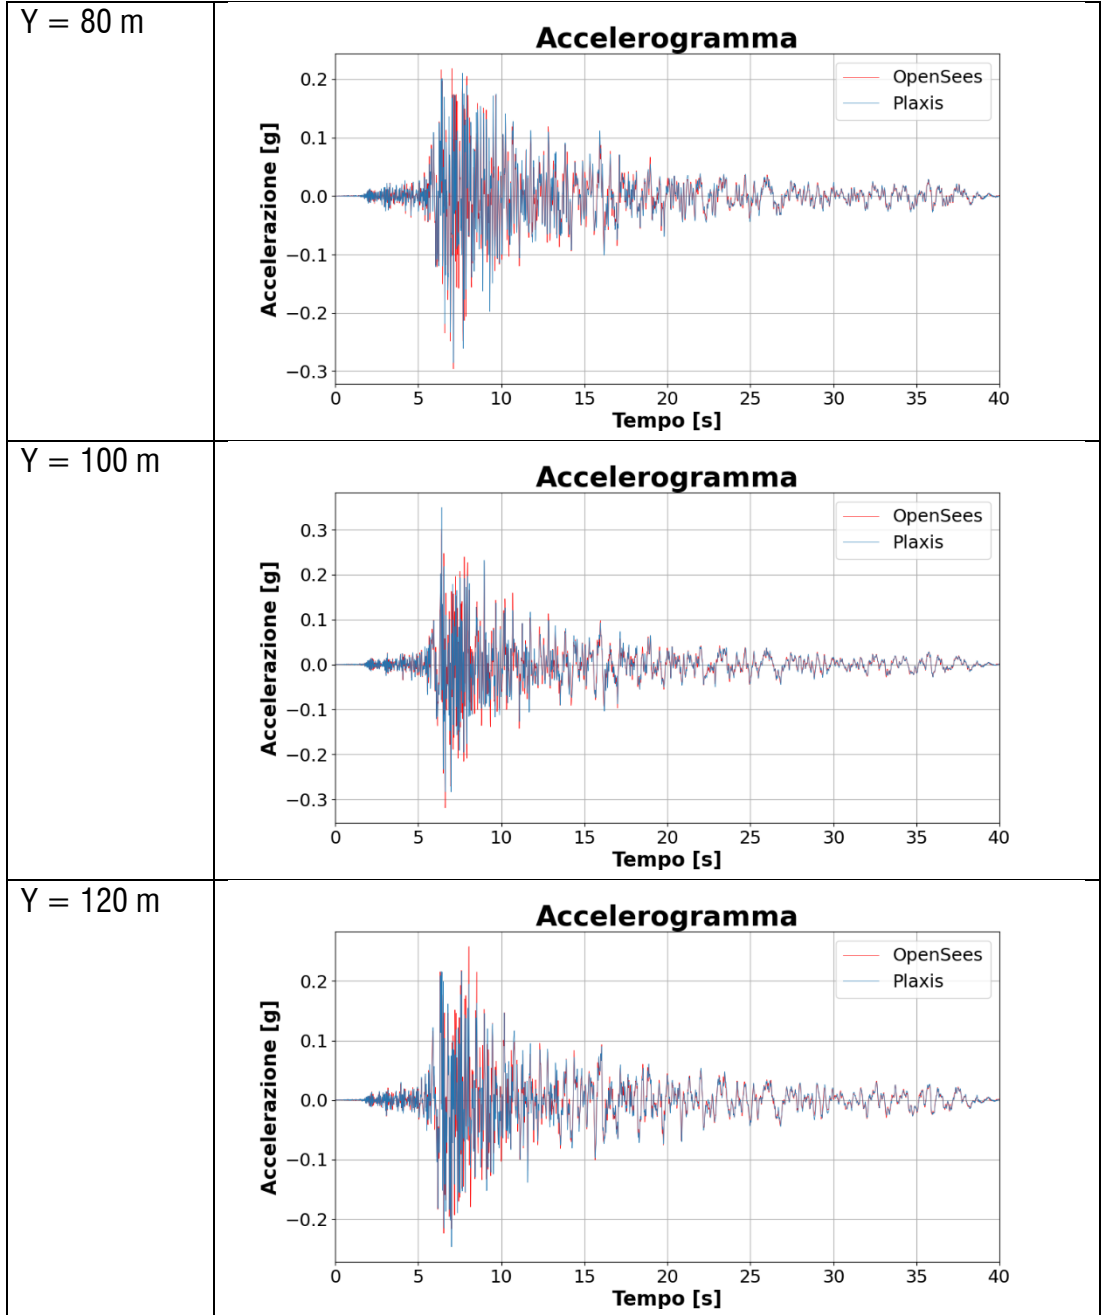 Y = 80 m
Accelerogramma
OpenSees
Plaxis
Accelerazione [g]
0.2
0.1
0.0
−0.1
−0.2
−0.3
0 5 10 15 20 25 30 35 40
Tempo [s]
Y = 100 m
Accelerogramma
OpenSees
Plaxis
Accelerazione [g]
0.3
0.2
0.1
0.0
−0.1
−0.2
−0.3
0 5 10 15 20 25 30 35 40
Tempo [s]
Y = 120 m
Accelerogramma
OpenSees
Plaxis
Accelerazione [g]
0.2
0.1
0.0
−0.1
−0.2
0 5 10 15 20 25 30 35 40
Tempo [s]